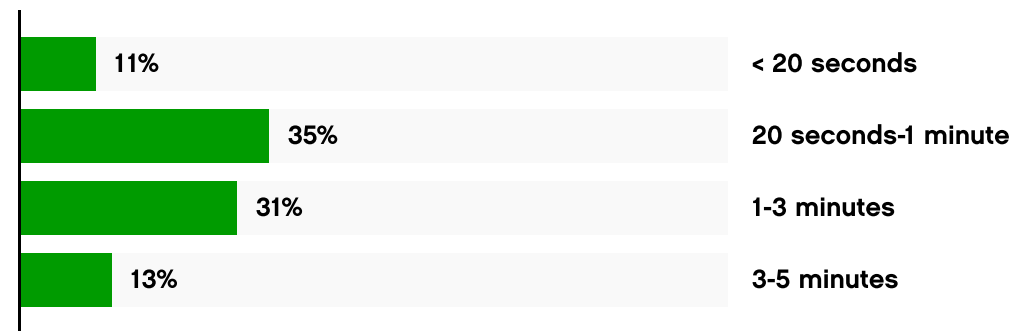 11% < 20 seconds
35% 20 seconds-1 minute
31% 1-3 minutes
13% 3-5 minutes